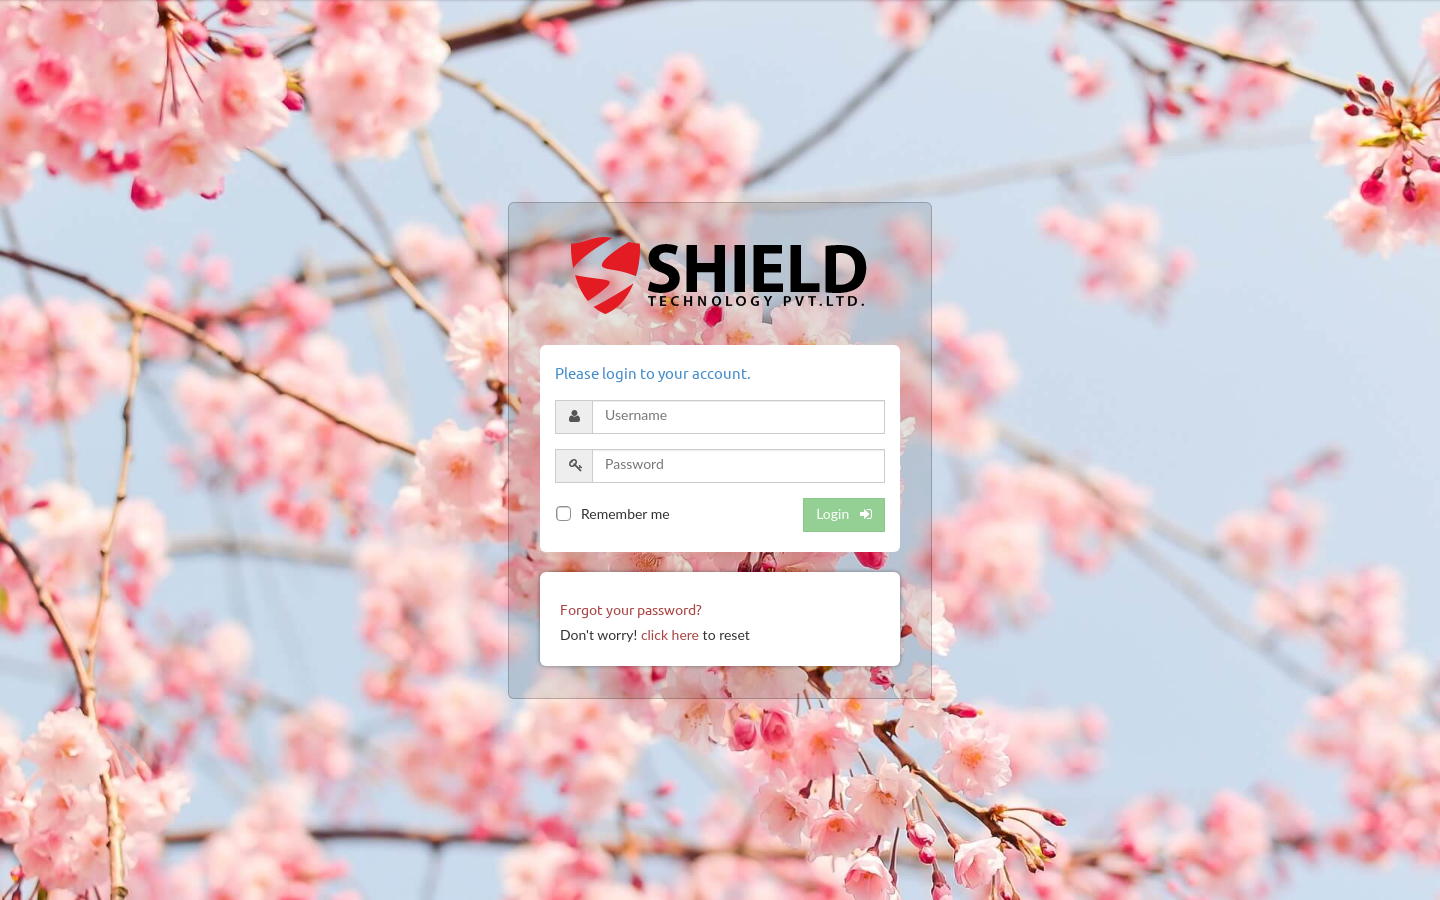 SHIELD
TECHNOLOGY PVT.LTD.
Please login to your account.
Username
Password
Remember me
Login
Forgot your password?
Don't worry! click here to reset